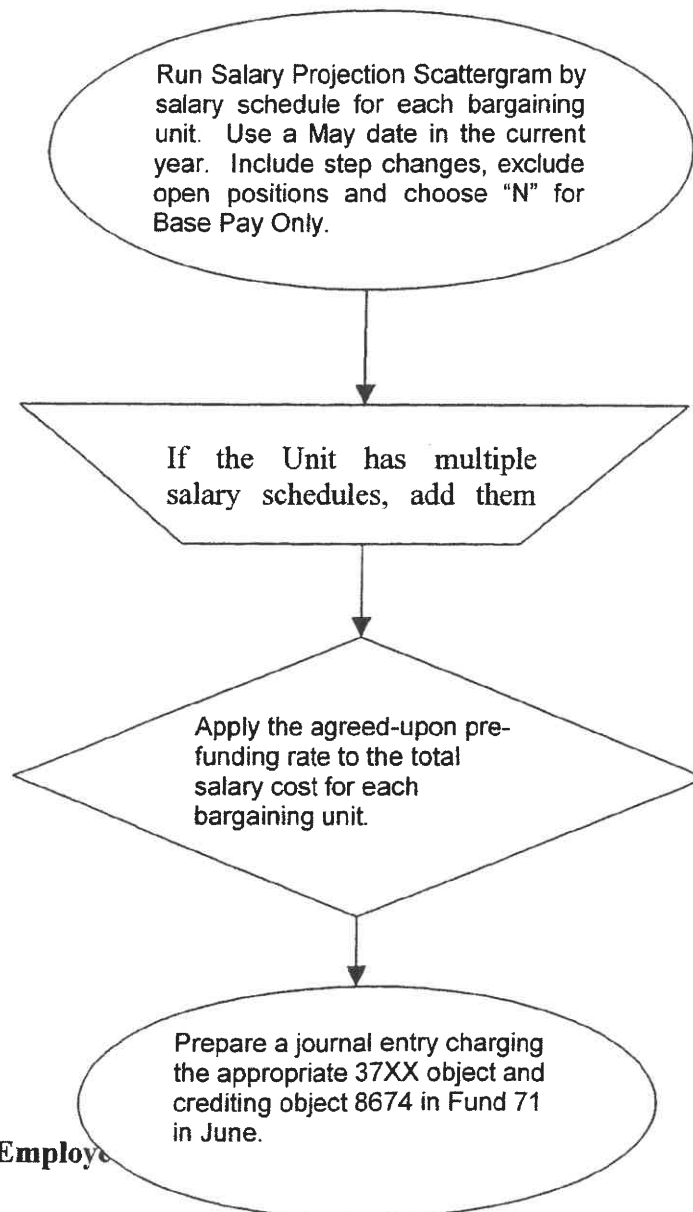 Run Salary Projection Scattergram by
salary schedule for each bargaining
unit. Use a May date in the current
year. Include step changes, exclude
open positions and choose “N” for
Base Pay Only.
If the Unit has multiple
salary schedules, add them
Apply the agreed-upon pre-
funding rate to the total
salary cost for each
bargaining unit.
Prepare a journal entry charging
the appropriate 37XX object and
crediting object 8674 in Fund 71
in June.